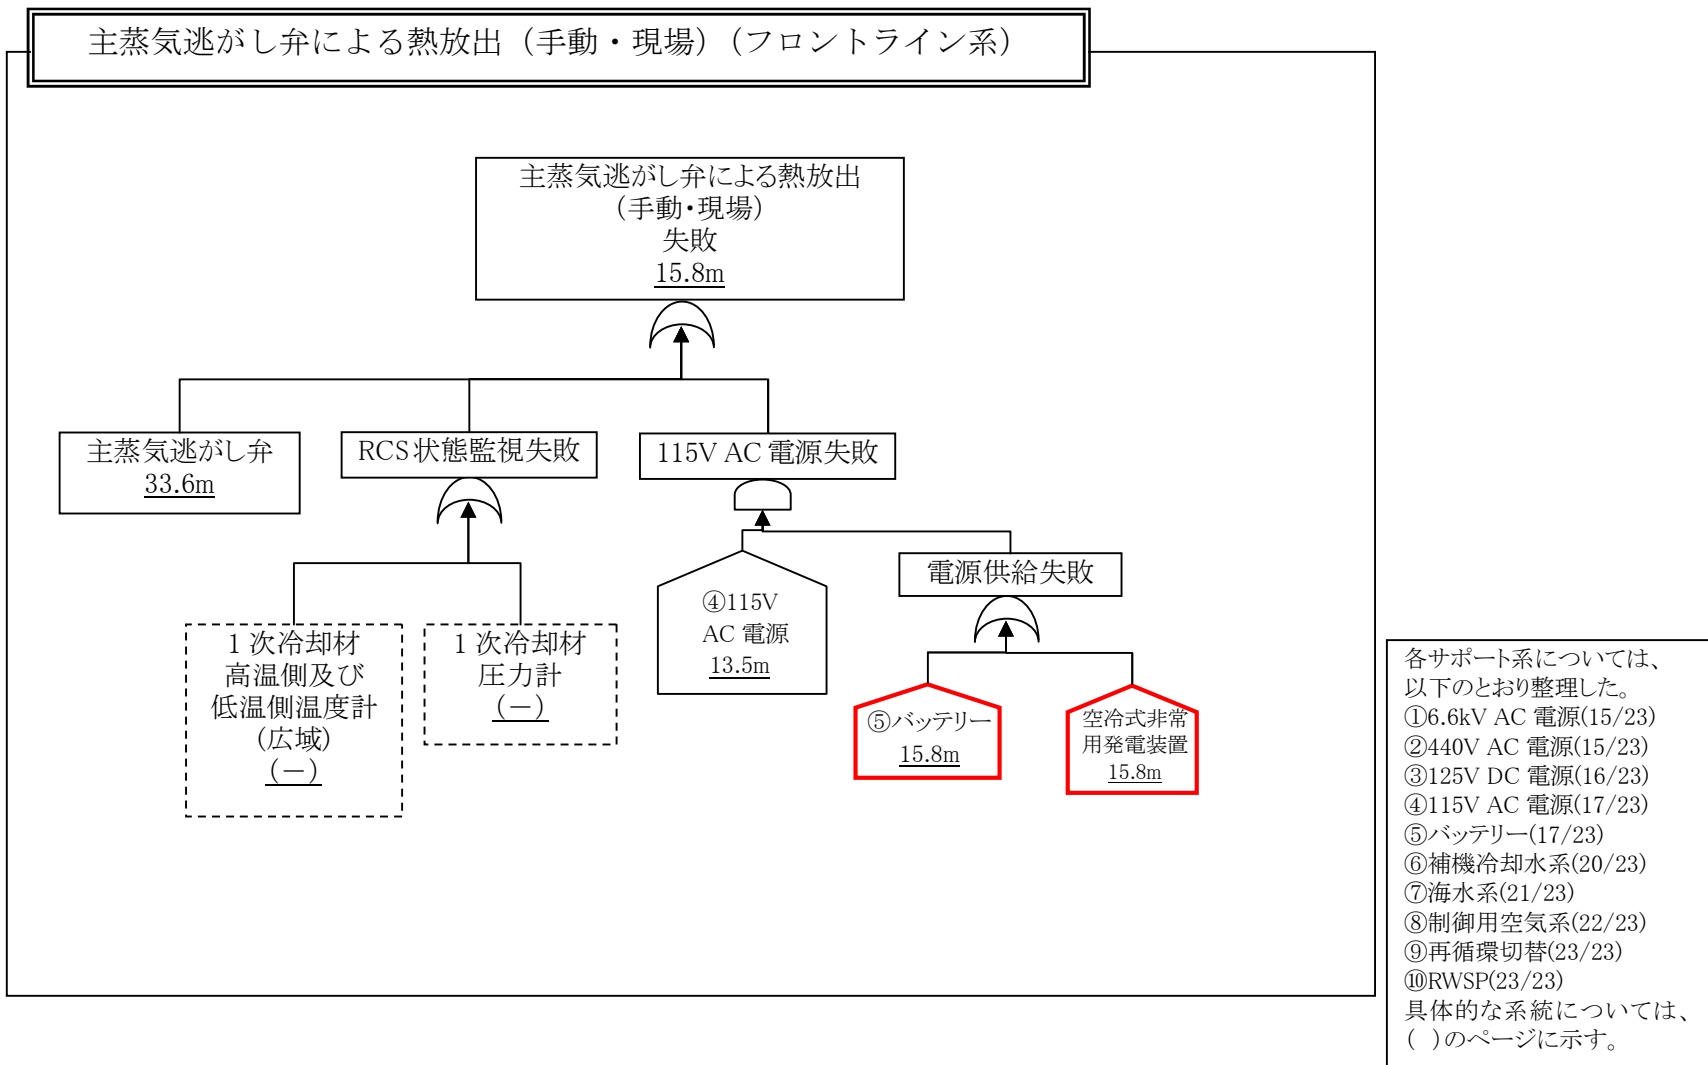 主蒸気逃がし弁による熱放出（手動・現場）（フロントライン系）
主蒸気逃がし弁による熱放出
（手動・現場）
失敗
15.8m
主蒸気逃がし弁
33.6m
RCS状態監視失敗
115V AC 電源失敗
1 次冷却材
高温側及び
低温側温度計
（広域）
(－)
1 次冷却材
圧力計
(－)
④115V
AC 電源
13.5m
電源供給失敗
⑤バッテリー
15.8m
空冷式非常
用発電装置
15.8m
各サポート系については、
以下のとおり整理した。
①6.6kV AC 電源(15/23)
②440V AC 電源(15/23)
③125V DC 電源(16/23)
④115V AC 電源(17/23)
⑤バッテリー(17/23)
⑥補機冷却水系(20/23)
⑦海水系(21/23)
⑧制御用空気系(22/23)
⑨再循環切替(23/23)
⑩RWSP(23/23)
具体的な系統については、
( )のページに示す。